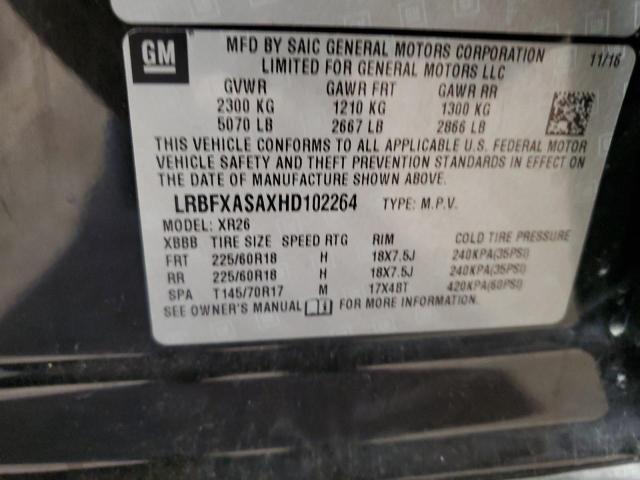 GM
MFD BY SAIC GENERAL MOTORS CORPORATION
LIMITED FOR GENERAL MOTORS LLC
11/16
GVWR GAWR FRT GAWR RR
2300 KG 1210 KG 1300 KG
5070 LB 2667 LB 2866 LB
THIS VEHICLE CONFORMS TO ALL APPLICABLE U.S. FEDERAL MOTOR
VEHICLE SAFETY AND THEFT PREVENTION STANDARDS IN EFFECT ON
THE DATE OF MANUFACTURE SHOWN ABOVE.
LRBFXASAXHD102264 TYPE: M.P.V.
MODEL: XR26
XBBB TIRE SIZE SPEED RTG RIM COLD TIRE PRESSURE
FRT 225/60R18 H 18X7.5J 240KPA(35PSI)
RR 225/60R18 H 18X7.5J 240KPA(35PSI)
SPA T145/70R17 M 17X4BT 420KPA(60PSI)
SEE OWNER'S MANUAL FOR MORE INFORMATION.